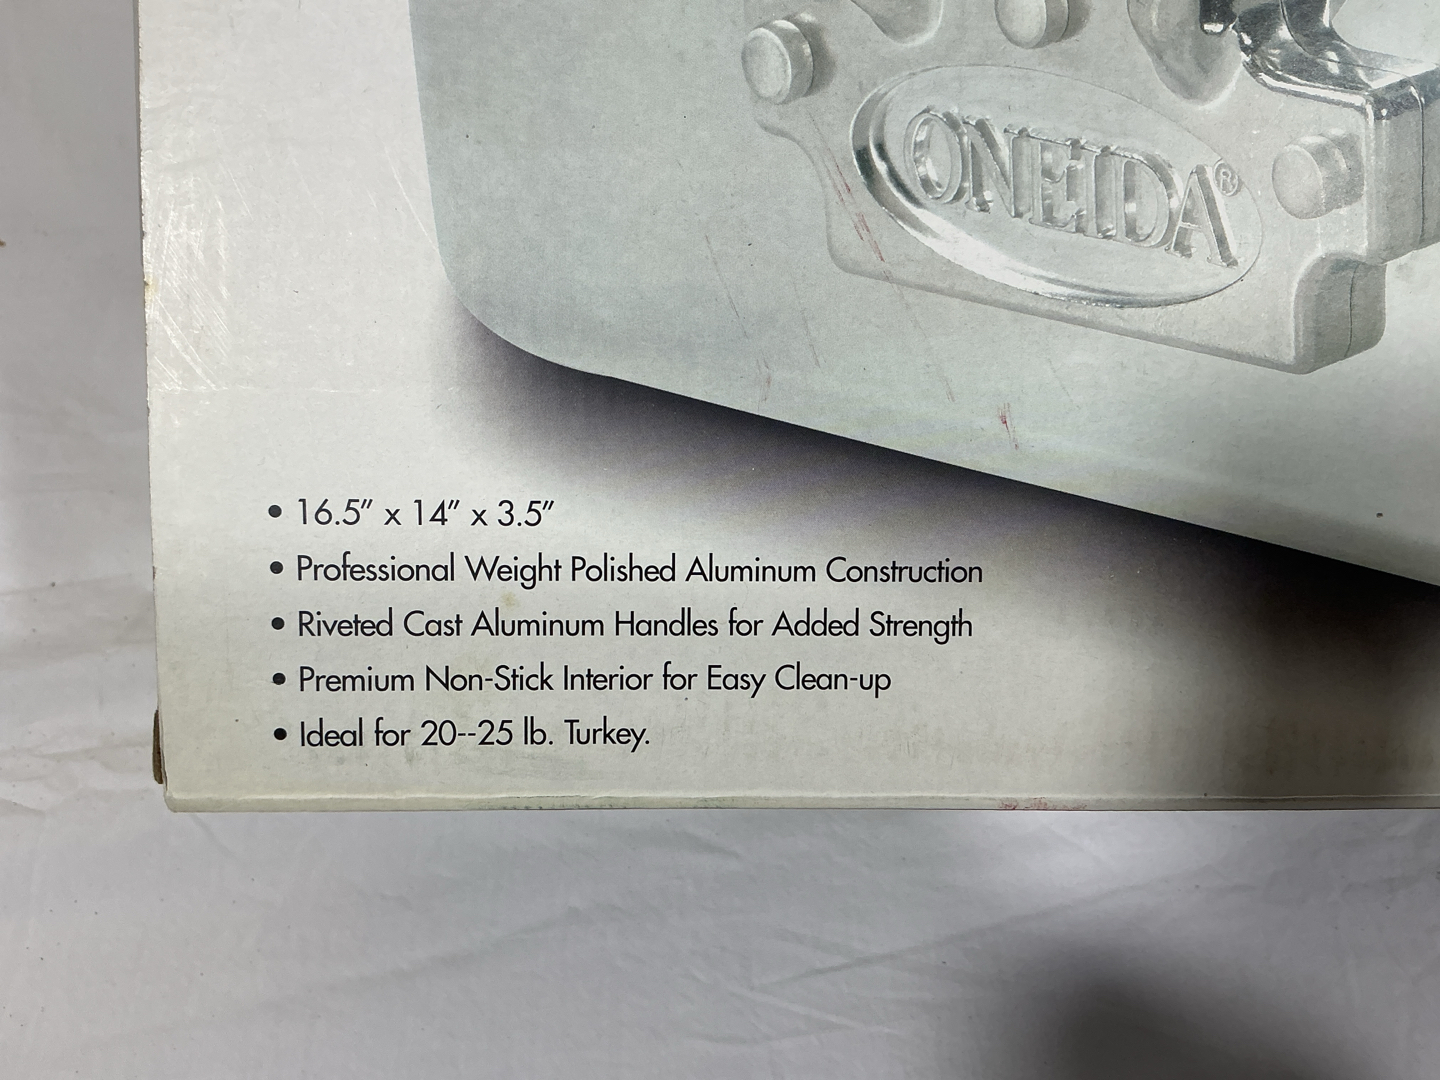 ONEIDA®
• 16.5" x 14" x 3.5"
• Professional Weight Polished Aluminum Construction
• Riveted Cast Aluminum Handles for Added Strength
• Premium Non-Stick Interior for Easy Clean-up
• Ideal for 20--25 lb. Turkey.